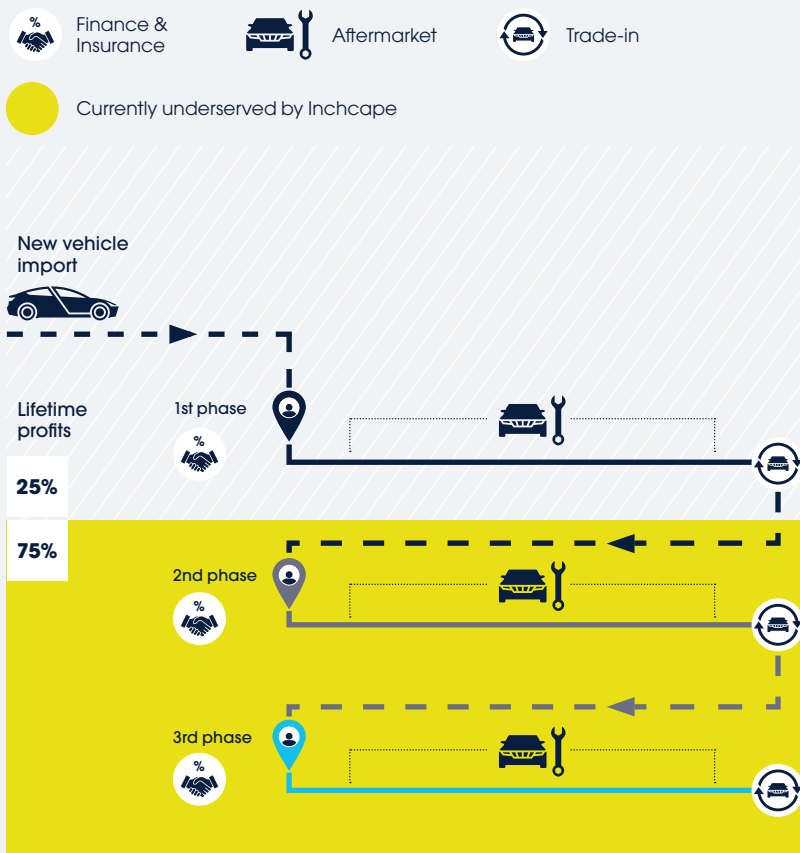 %
Finance &
Insurance
Aftermarket
Trade-in
Currently underserved by Inchcape
New vehicle
import
Lifetime
profits
1st phase
%
25%
75%
2nd phase
%
3rd phase
%